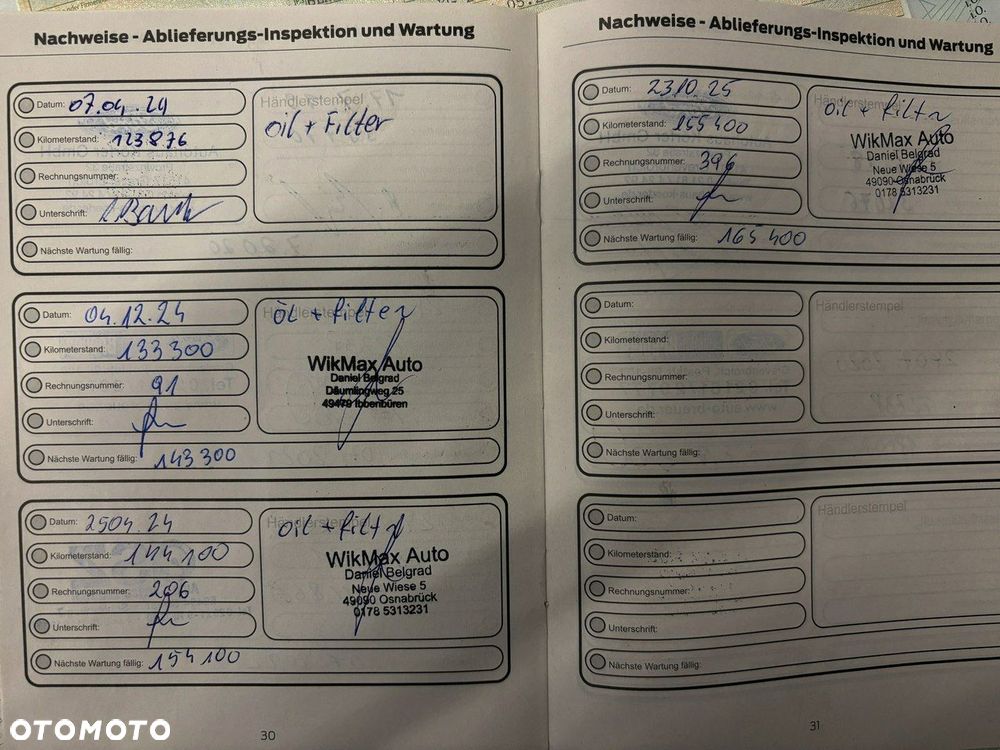 Nachweise - Ablieferungs-Inspektion und Wartung
Datum: 07.04.24
Händlerstempel
oil + Filter
Kilometerstand: 123876
Rechnungsnummer:
Unterschrift:
Nächste Wartung fällig:
Datum: 04.12.24
Händlerstempel
öl + filter
Kilometerstand: 133300
WikMax Auto
Daniel Belgrad
Däumlingweg 25
49479 Ibbenbüren
Rechnungsnummer: 91
Unterschrift:
Nächste Wartung fällig: 143300
Datum: 2504.24
Händlerstempel
oil + filter
Kilometerstand: 144100
WikMax Auto
Daniel Belgrad
Neue Wiese 5
49090 Osnabrück
0178 5313231
Rechnungsnummer: 206
Unterschrift:
Nächste Wartung fällig: 154100
30
Nachweise - Ablieferungs-Inspektion und Wartung
Datum: 23.10.25
Händlerstempel
oil + filter
Kilometerstand: 155400
WikMax Auto
Daniel Belgrad
Neue Wiese 5
49090 Osnabrück
0178 5313231
Rechnungsnummer: 396
Unterschrift:
Nächste Wartung fällig: 165400
Datum:
Händlerstempel
Kilometerstand:
Rechnungsnummer:
Unterschrift:
Nächste Wartung fällig:
Datum:
Händlerstempel
Kilometerstand:
Rechnungsnummer:
Unterschrift:
Nächste Wartung fällig:
31
OTOMOTO